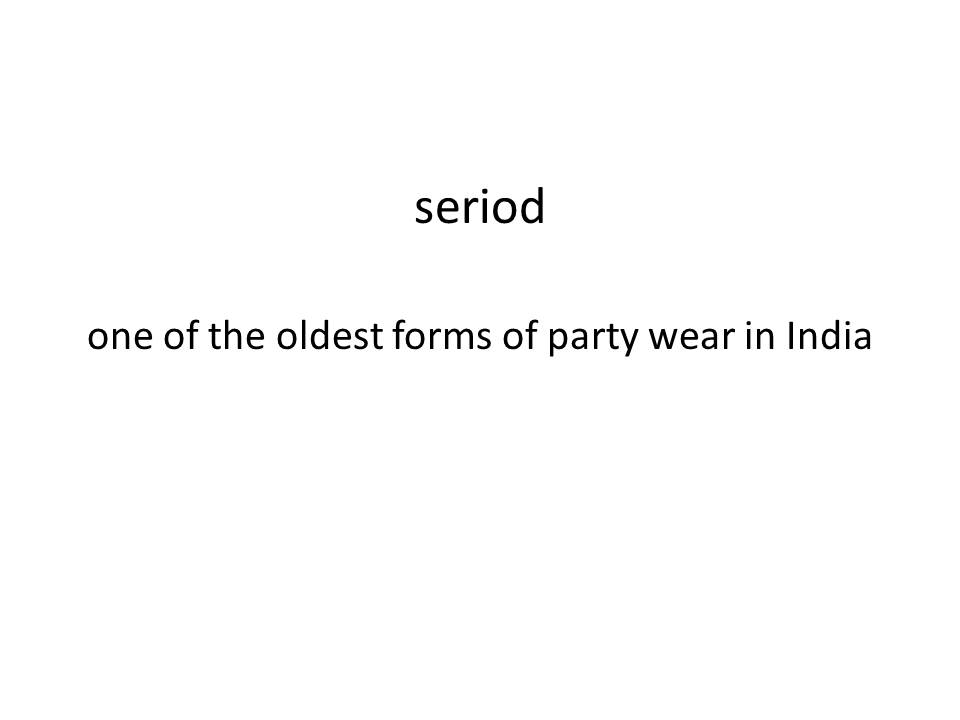 seriod
one of the oldest forms of party wear in India